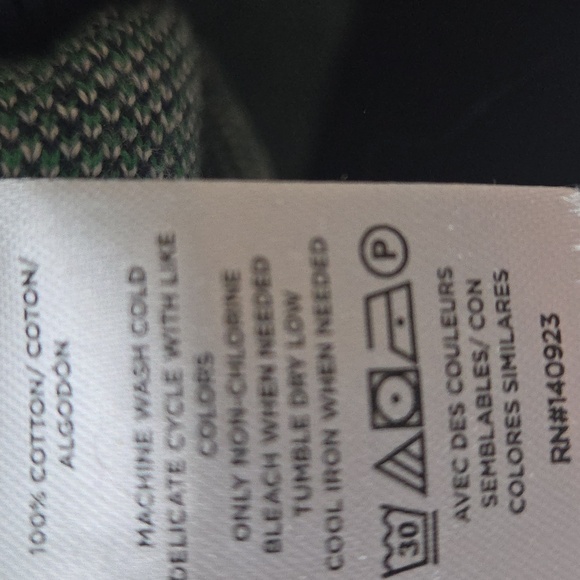 100% COTTON/ COTON/
ALGODÓN
MACHINE WASH COLD
DELICATE CYCLE WITH LIKE
COLORS
ONLY NON-CHLORINE
BLEACH WHEN NEEDED
TUMBLE DRY LOW
COOL IRON WHEN NEEDED
30 P
AVEC DES COULEURS
SEMBLABLES/ CON
COLORES SIMILARES
RN#140923